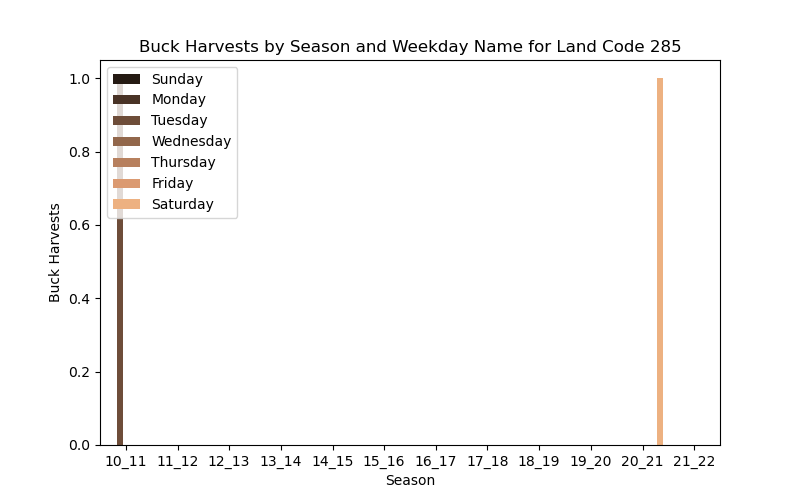 Buck Harvests by Season and Weekday Name for Land Code 285
Sunday
Monday
Tuesday
Wednesday
Thursday
Friday
Saturday
1.0
0.8
0.6
0.4
0.2
0.0
Buck Harvests
10_11 11_12 12_13 13_14 14_15 15_16 16_17 17_18 18_19 19_20 20_21 21_22
Season